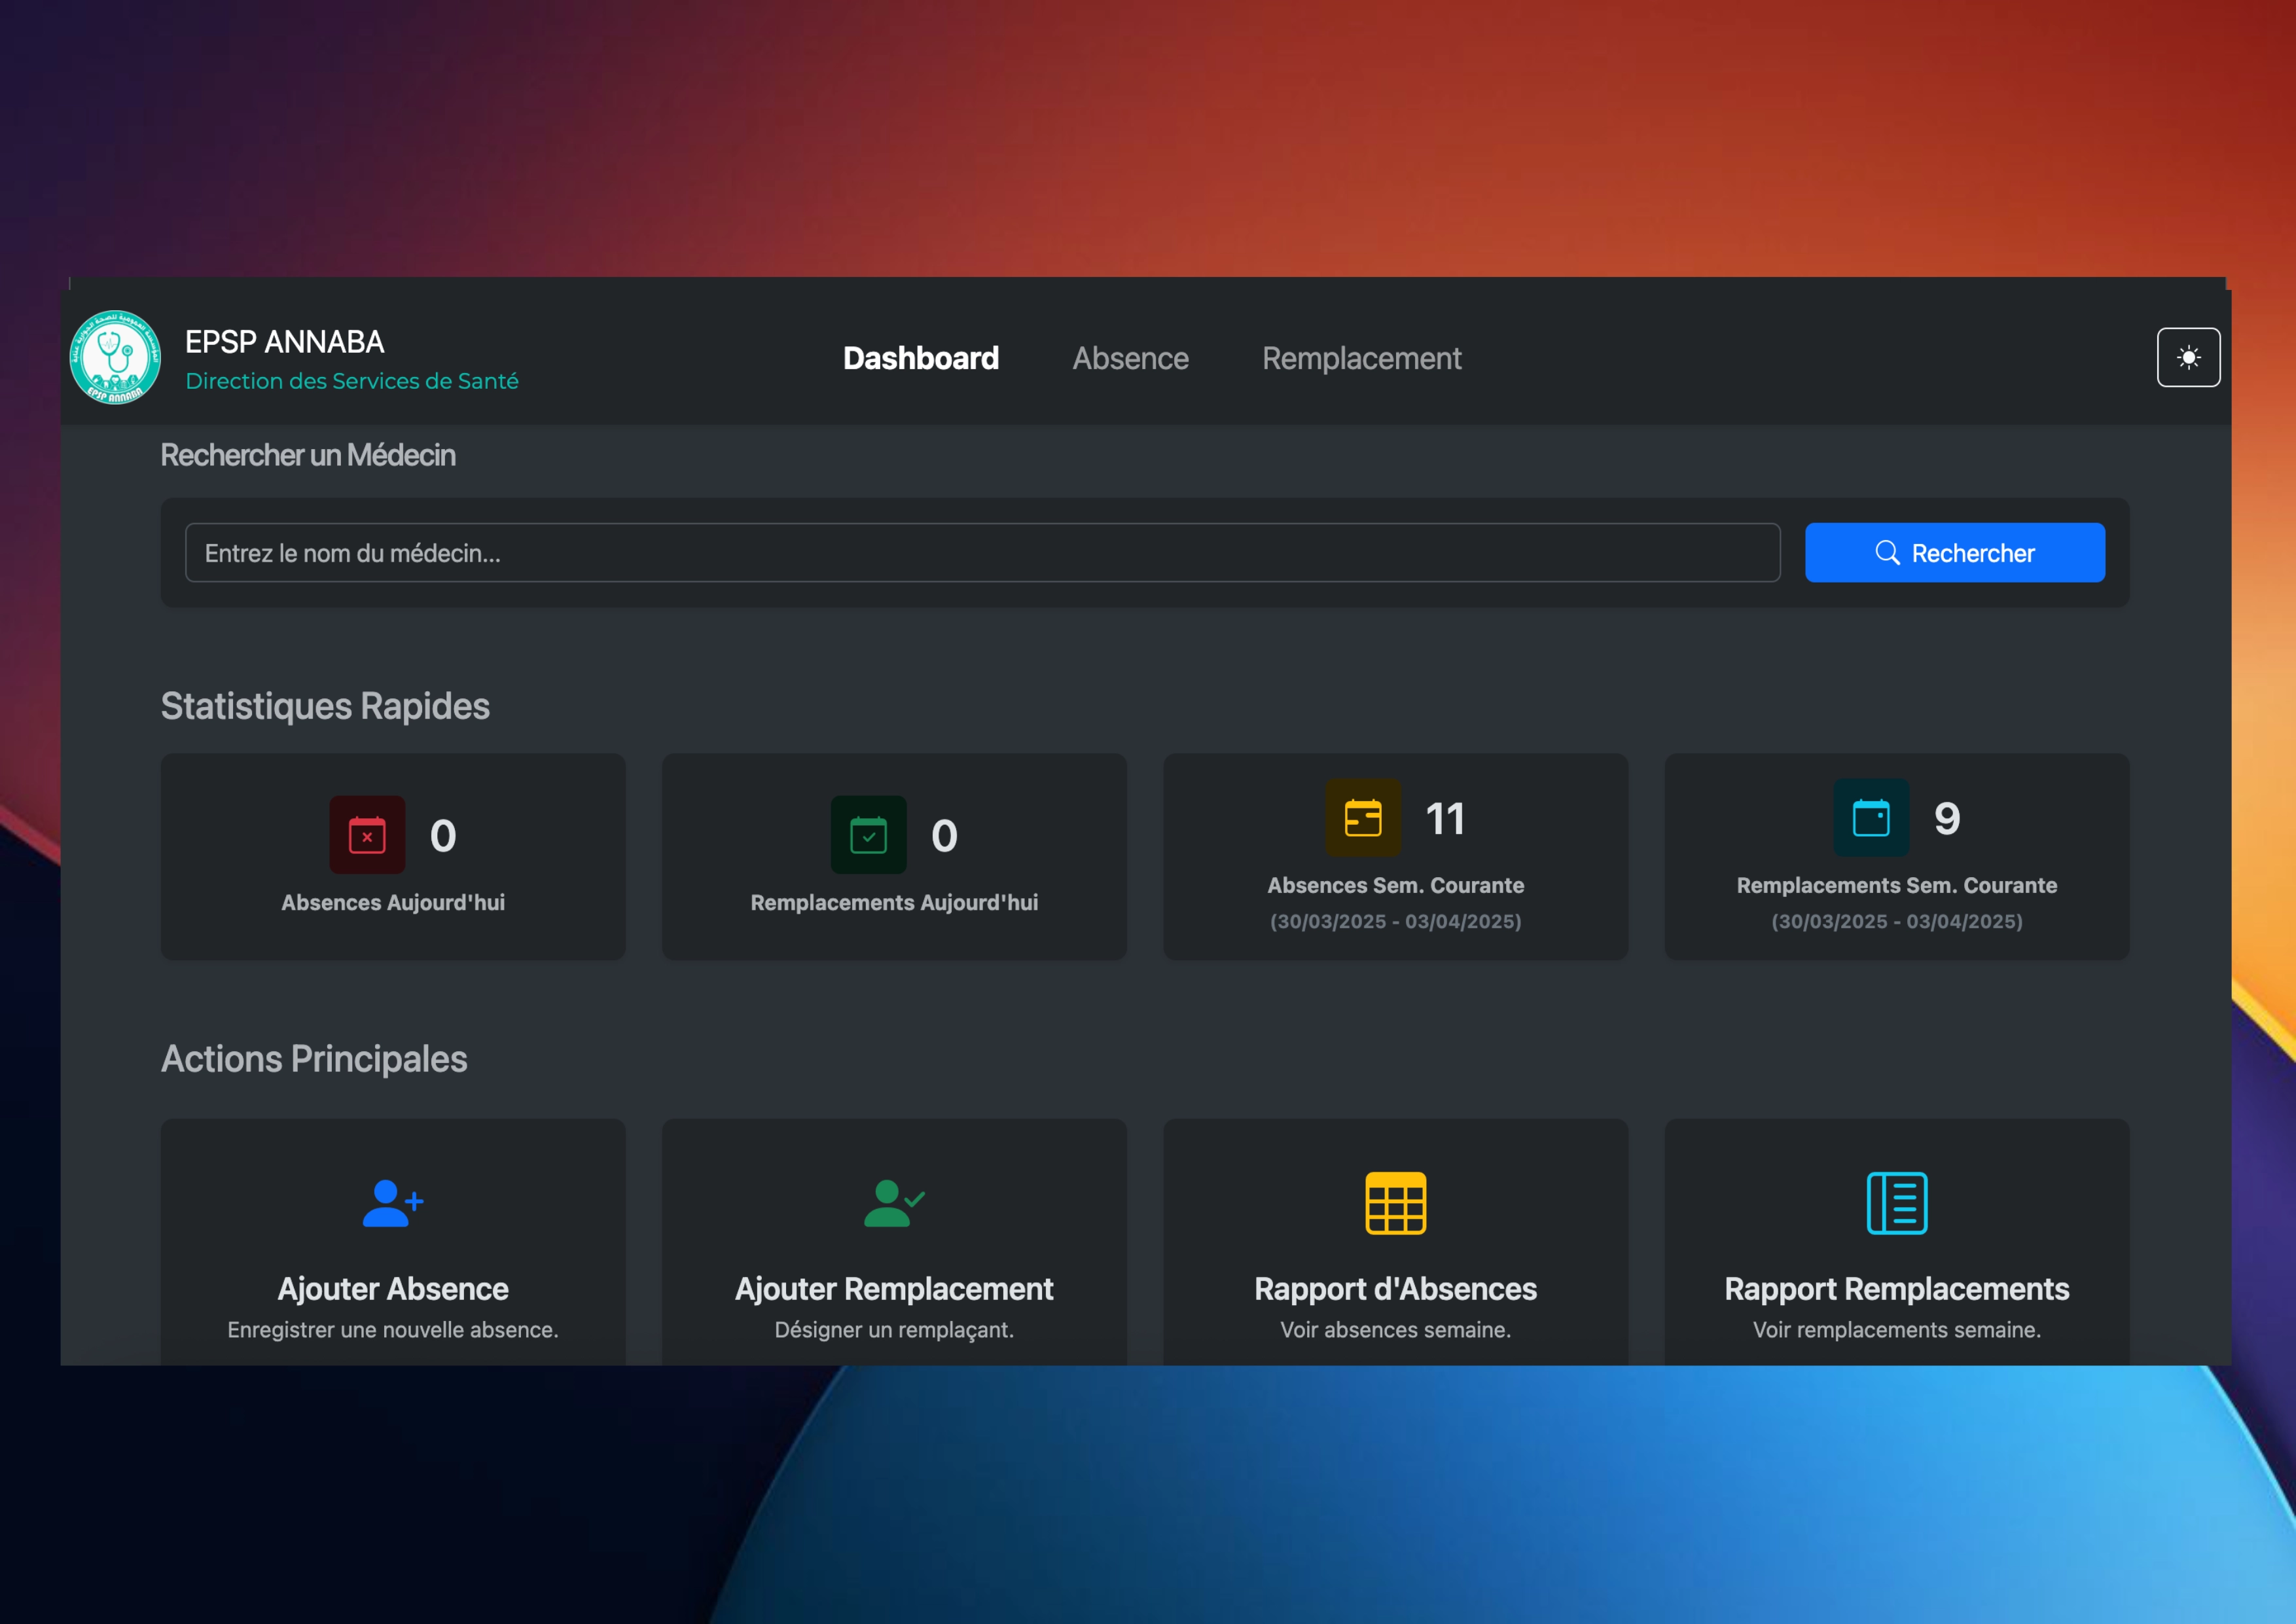 EPSP ANNABA
Direction des Services de Santé
Dashboard
Absence
Remplacement
EPSP ANNABA
Rechercher un Médecin
Entrez le nom du médecin...
Rechercher
Statistiques Rapides
0
Absences Aujourd'hui
0
Remplacements Aujourd'hui
11
Absences Sem. Courante
(30/03/2025 - 03/04/2025)
9
Remplacements Sem. Courante
(30/03/2025 - 03/04/2025)
Actions Principales
Ajouter Absence
Enregistrer une nouvelle absence.
Ajouter Remplacement
Désigner un remplaçant.
Rapport d'Absences
Voir absences semaine.
Rapport Remplacements
Voir remplacements semaine.